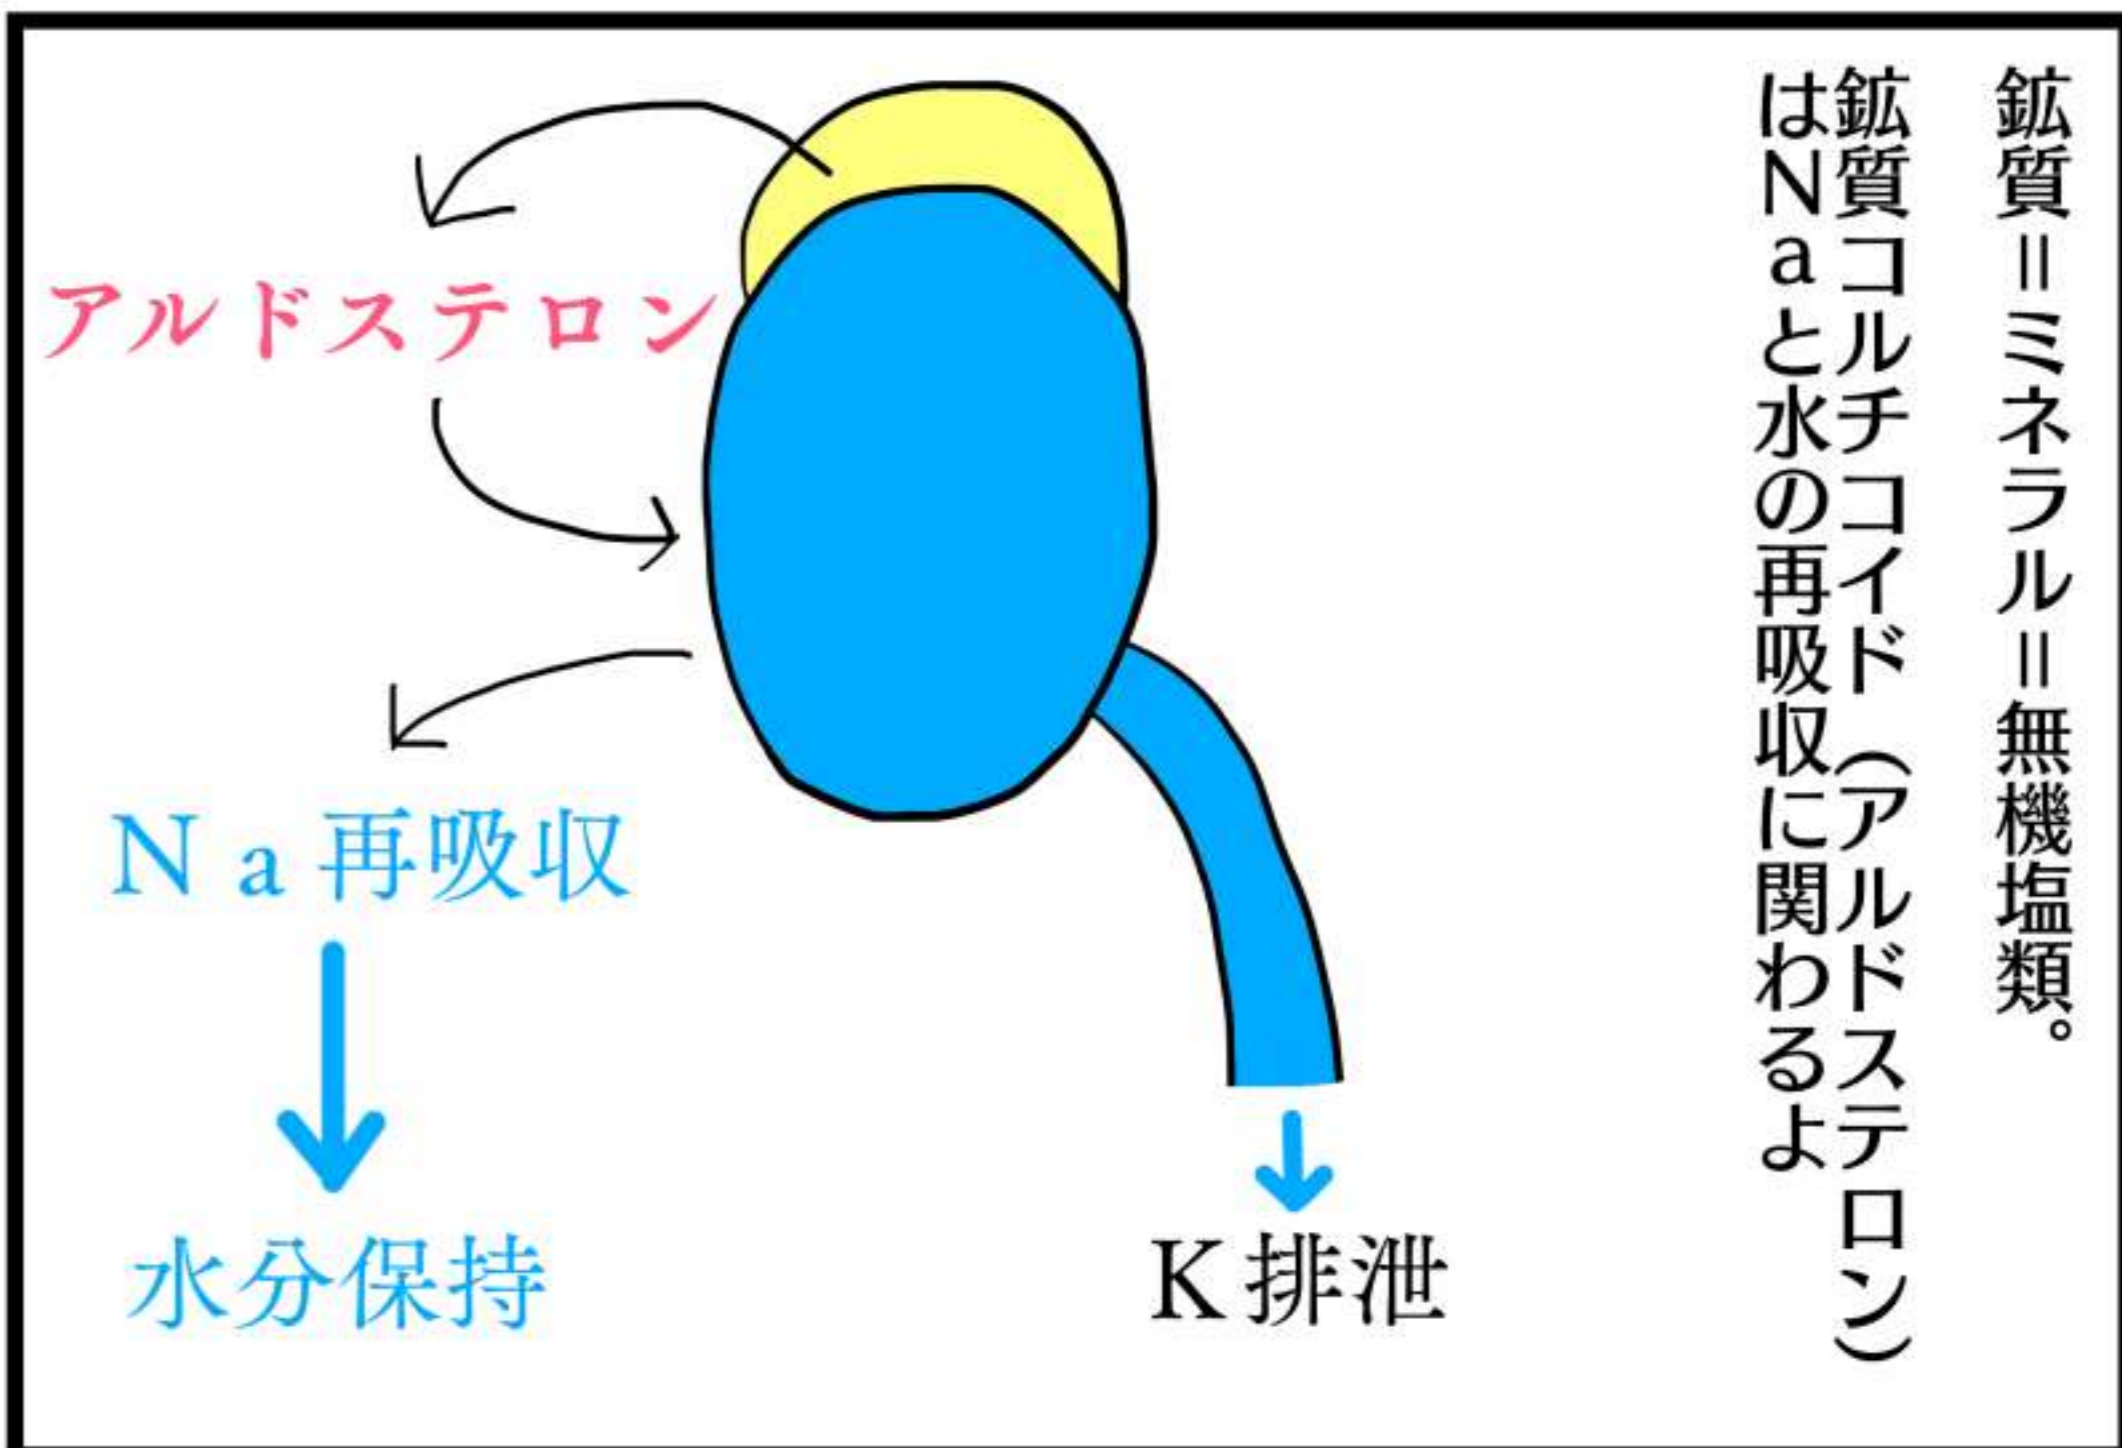 鉱質＝ミネラル＝無機塩類。
鉱質コルチコイド（アルドステロン）
はＮａと水の再吸収に関わるよ
アルドステロン
Ｎａ再吸収
水分保持
Ｋ排泄